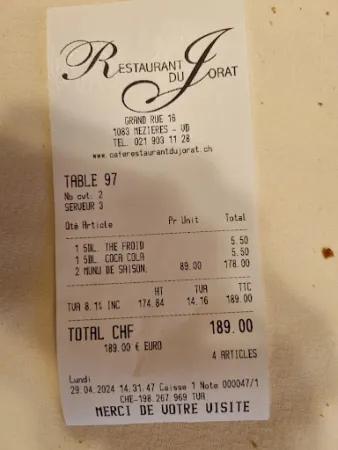 RESTAURANT
DU JORAT
GRAND RUE 16
1083 MEZIERES - VD
TEL. 021 903 11 28
www.caferestaurantdujorat.ch
TABLE 97
Nb cvt: 2
SERVEUR 3
Qté Article Pr Unit Total
1 5DL. THE FROID 5.50
1 5DL. COCA COLA 5.50
2 MUNU DE SAISON. 89.00 178.00
HT TVA TTC
TVA 8.1% INC 174.84 14.16 189.00
TOTAL CHF 189.00
189.00 € EURO
4 ARTICLES
Lundi
29.04.2024 14.31.47 Caisse 1 Note 000047/1
CHE-198.267.969 TVA
MERCI DE VOTRE VISITE